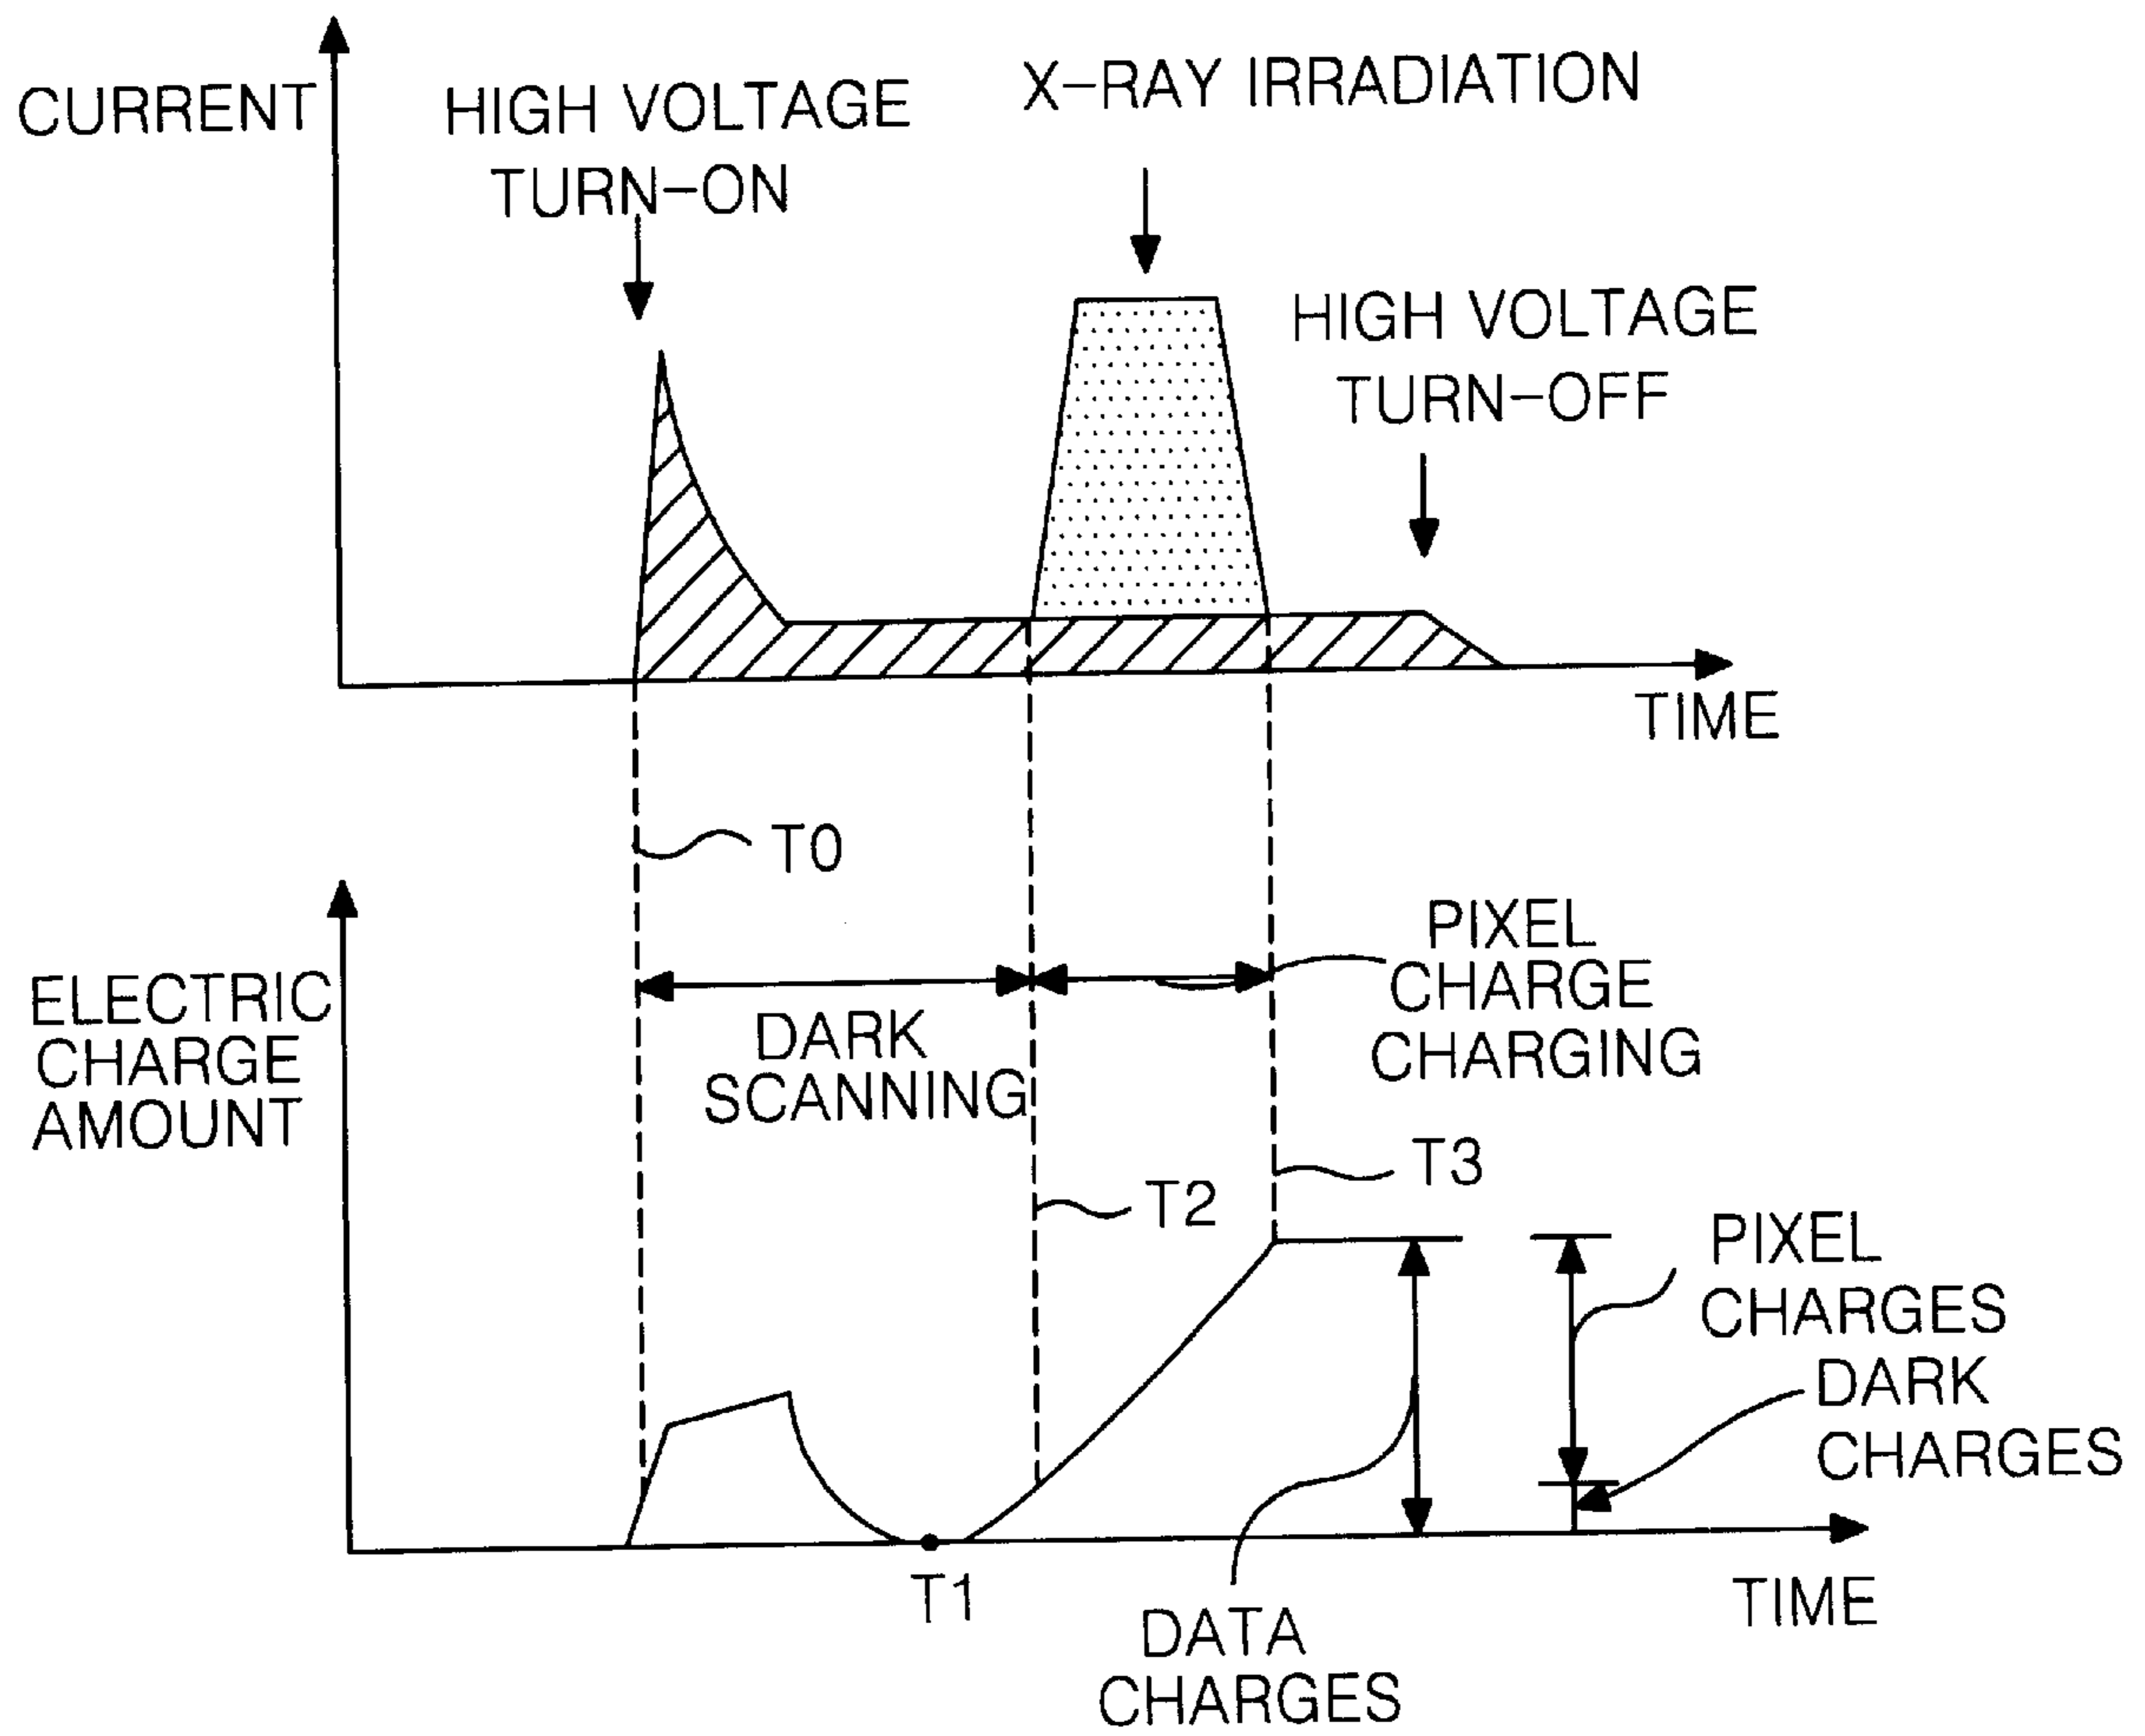 CURRENT
HIGH VOLTAGE
TURN-ON
X-RAY IRRADIATION
HIGH VOLTAGE
TURN-OFF
TIME
T0
ELECTRIC
CHARGE
AMOUNT
DARK
SCANNING
PIXEL
CHARGE
CHARGING
T2
T3
PIXEL
CHARGES
DARK
CHARGES
T1
TIME
DATA
CHARGES